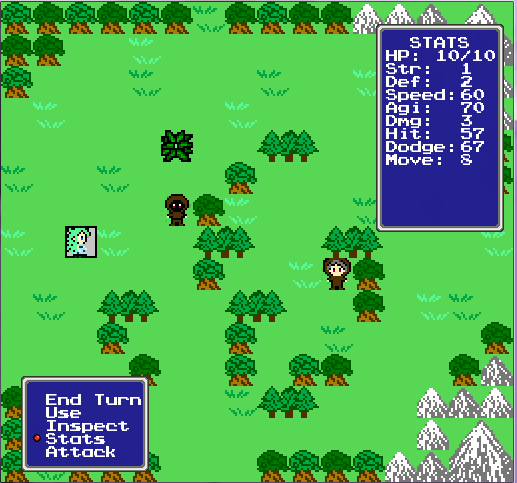 STATS
HP: 10/10
Str: 1
Def: 2
Speed:60
Agi: 70
Dmg: 3
Hit: 57
Dodge:67
Move: 8
End Turn
Use
Inspect
Stats
Attack